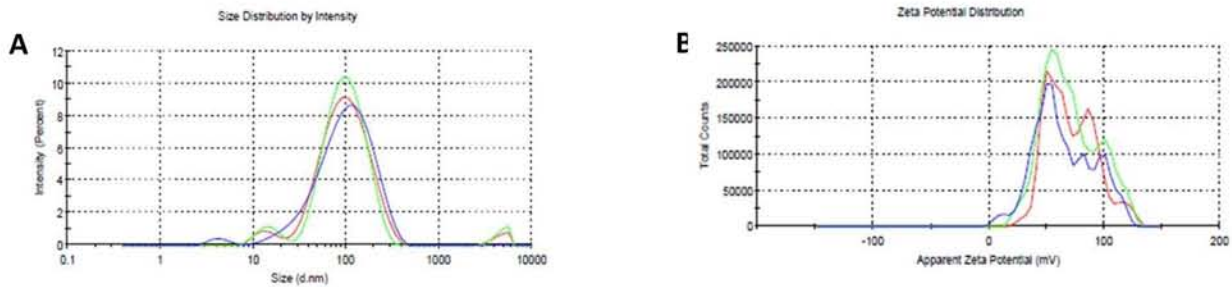 A
Size Distribution by Intensity
Intensity (Percent)
12
10
8
6
4
2
0
0.1 1 10 100 1000 10000
Size (d.nm)
B
Zeta Potential Distribution
Total Counts
250000
200000
150000
100000
50000
0
-100 0 100 200
Apparent Zeta Potential (mV)